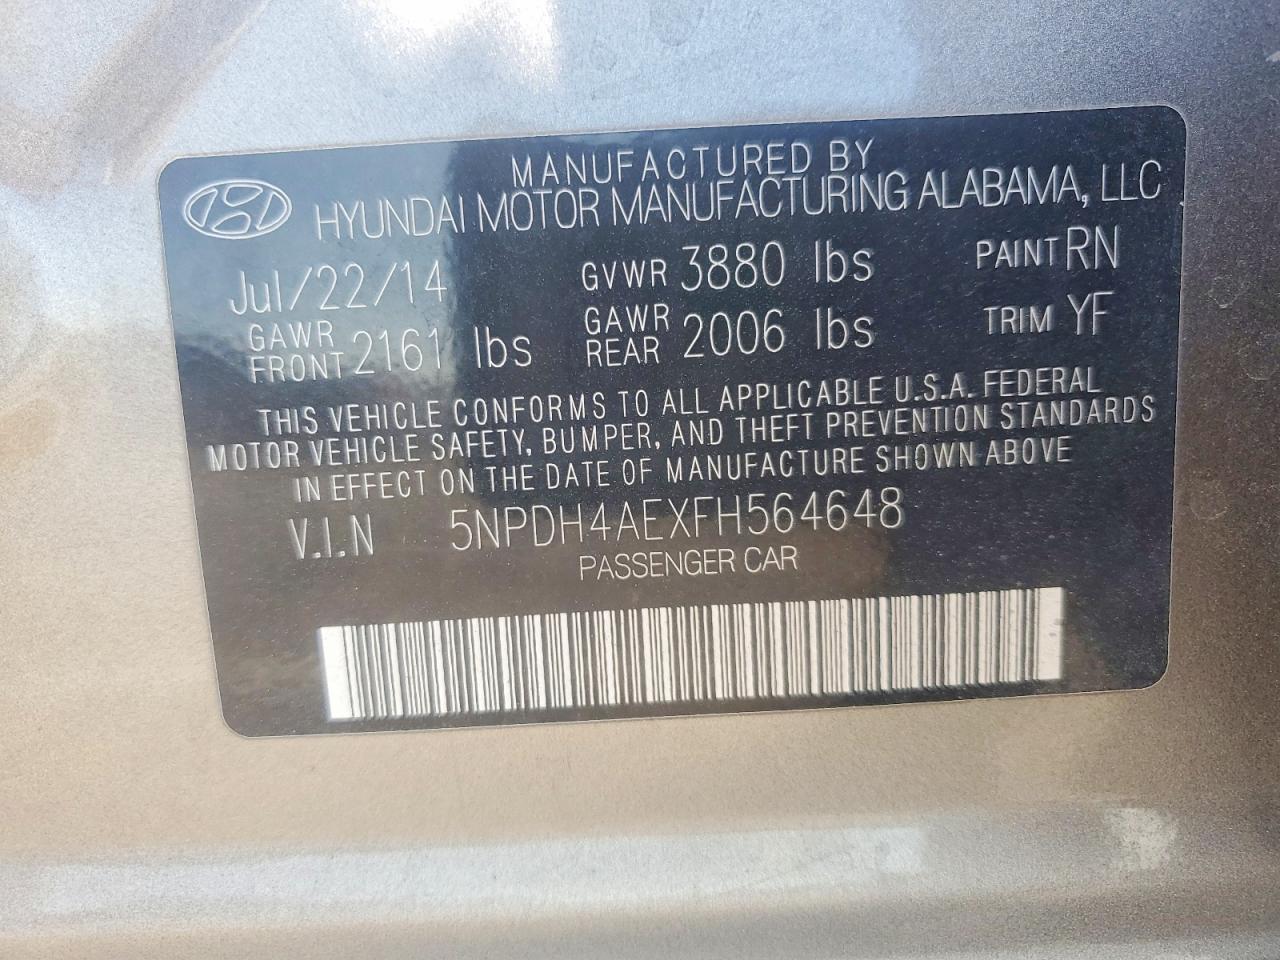 MANUFACTURED BY
HYUNDAI MOTOR MANUFACTURING ALABAMA, LLC
Jul/22/14 GVWR 3880 lbs PAINT RN
GAWR FRONT 2161 lbs GAWR REAR 2006 lbs TRIM YF
THIS VEHICLE CONFORMS TO ALL APPLICABLE U.S.A. FEDERAL
MOTOR VEHICLE SAFETY, BUMPER, AND THEFT PREVENTION STANDARDS
IN EFFECT ON THE DATE OF MANUFACTURE SHOWN ABOVE
V.I.N 5NPDH4AEXFH564648
PASSENGER CAR